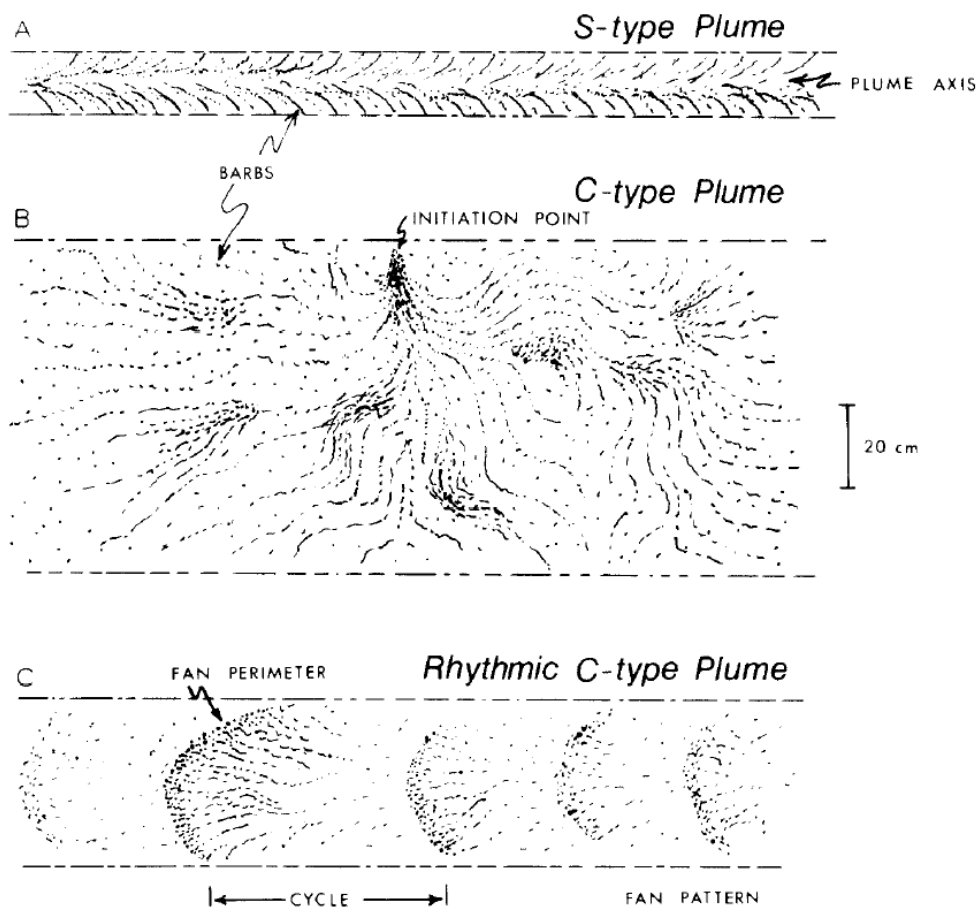 A
S-type Plume
PLUME AXIS
BARBS
C-type Plume
B
INITIATION POINT
20 cm
C
FAN PERIMETER
Rhythmic C-type Plume
CYCLE
FAN PATTERN